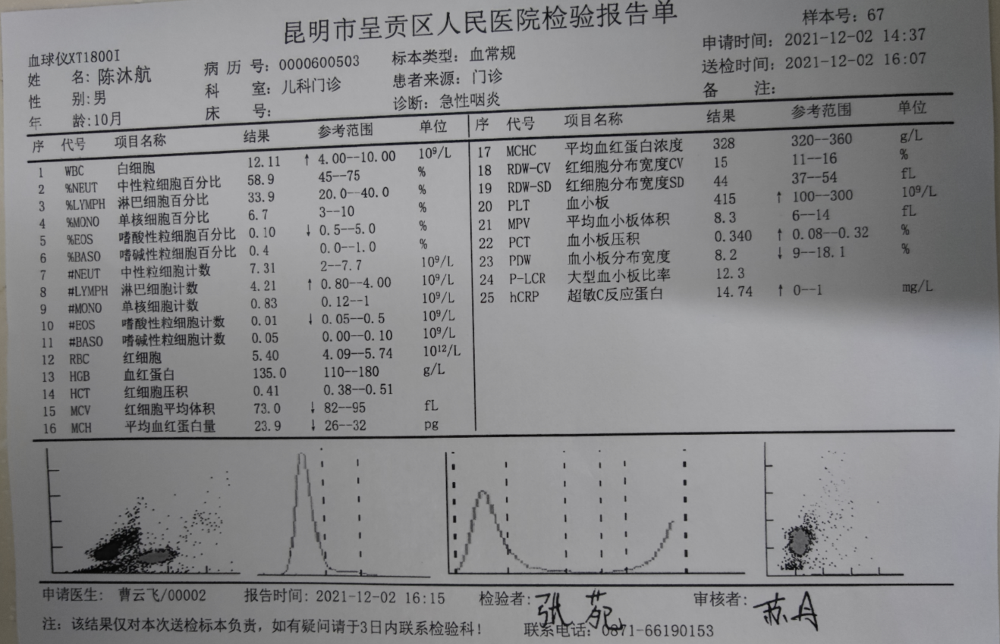 昆明市呈贡区人民医院检验报告单
样本号：67
血球仪XT1800I
姓 名：陈沐航 病 历 号：0000600503 标本类型：血常规 申请时间：2021-12-02 14:37
性 别：男 科 室：儿科门诊 患者来源：门诊 送检时间：2021-12-02 16:07
年 龄：10月 床 号： 诊断：急性咽炎 备 注：
序 代号 项目名称 结果 参考范围 单位 序 代号 项目名称 结果 参考范围 单位
1 WBC 白细胞 12.11 ↑ 4.00--10.00 10⁹/L 17 MCHC 平均血红蛋白浓度 328 320--360 g/L
2 %NEUT 中性粒细胞百分比 58.9 45--75 % 18 RDW-CV 红细胞分布宽度CV 15 11--16 %
3 %LYMPH 淋巴细胞百分比 33.9 20.0--40.0 % 19 RDW-SD 红细胞分布宽度SD 44 37--54 fL
4 %MONO 单核细胞百分比 6.7 3--10 % 20 PLT 血小板 415 ↑ 100--300 10⁹/L
5 %EOS 嗜酸性粒细胞百分比 0.10 ↓ 0.5--5.0 % 21 MPV 平均血小板体积 8.3 6--14 fL
6 %BASO 嗜碱性粒细胞百分比 0.4 0.0--1.0 % 22 PCT 血小板压积 0.340 ↑ 0.08--0.32 %
7 #NEUT 中性粒细胞计数 7.31 2--7.7 10⁹/L 23 PDW 血小板分布宽度 8.2 ↓ 9--18.1 %
8 #LYMPH 淋巴细胞计数 4.21 ↑ 0.80--4.00 10⁹/L 24 P-LCR 大型血小板比率 12.3
9 #MONO 单核细胞计数 0.83 0.12--1 10⁹/L 25 hCRP 超敏C反应蛋白 14.74 ↑ 0--1 mg/L
10 #EOS 嗜酸性粒细胞计数 0.01 ↓ 0.05--0.5 10⁹/L
11 #BASO 嗜碱性粒细胞计数 0.05 0.00--0.10 10⁹/L
12 RBC 红细胞 5.40 4.09--5.74 10¹²/L
13 HGB 血红蛋白 135.0 110--180 g/L
14 HCT 红细胞压积 0.41 0.38--0.51
15 MCV 红细胞平均体积 73.0 ↓ 82--95 fL
16 MCH 平均血红蛋白量 23.9 ↓ 26--32 pg
申请医生：曹云飞/00002 报告时间：2021-12-02 16:15 检验者：张苑 审核者：苏丹
注：该结果仅对本次送检标本负责，如有疑问请于3日内联系检验科！ 联系电话：0871-66190153